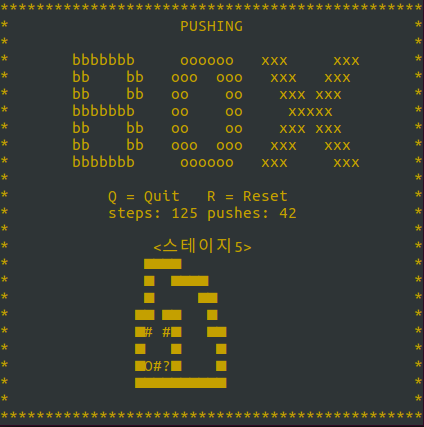 PUSHING
bbbbbbb     oooooo   xxx     xxx
bb    bb   ooo  ooo   xxx   xxx
bb    bb   oo    oo    xxx xxx
bbbbbbb    oo    oo     xxxxx
bb    bb   oo    oo    xxx xxx
bb    bb   ooo  ooo   xxx   xxx
bbbbbbb     oooooo   xxx     xxx
Q = Quit   R = Reset
steps: 125 pushes: 42
<스테이지5>
# #
O#?